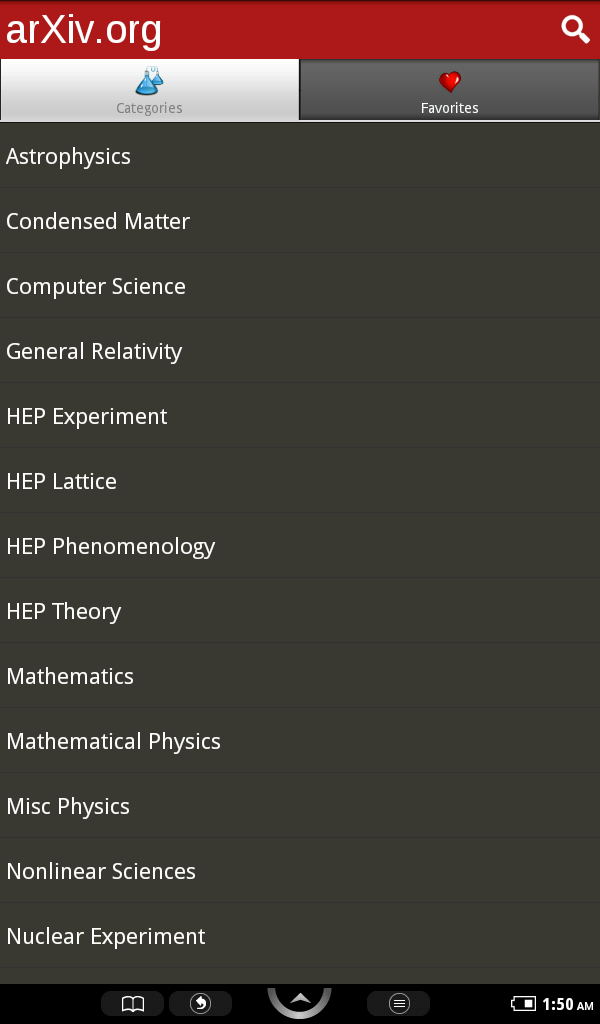 arXiv.org
Categories
Favorites
Astrophysics
Condensed Matter
Computer Science
General Relativity
HEP Experiment
HEP Lattice
HEP Phenomenology
HEP Theory
Mathematics
Mathematical Physics
Misc Physics
Nonlinear Sciences
Nuclear Experiment
1:50 AM